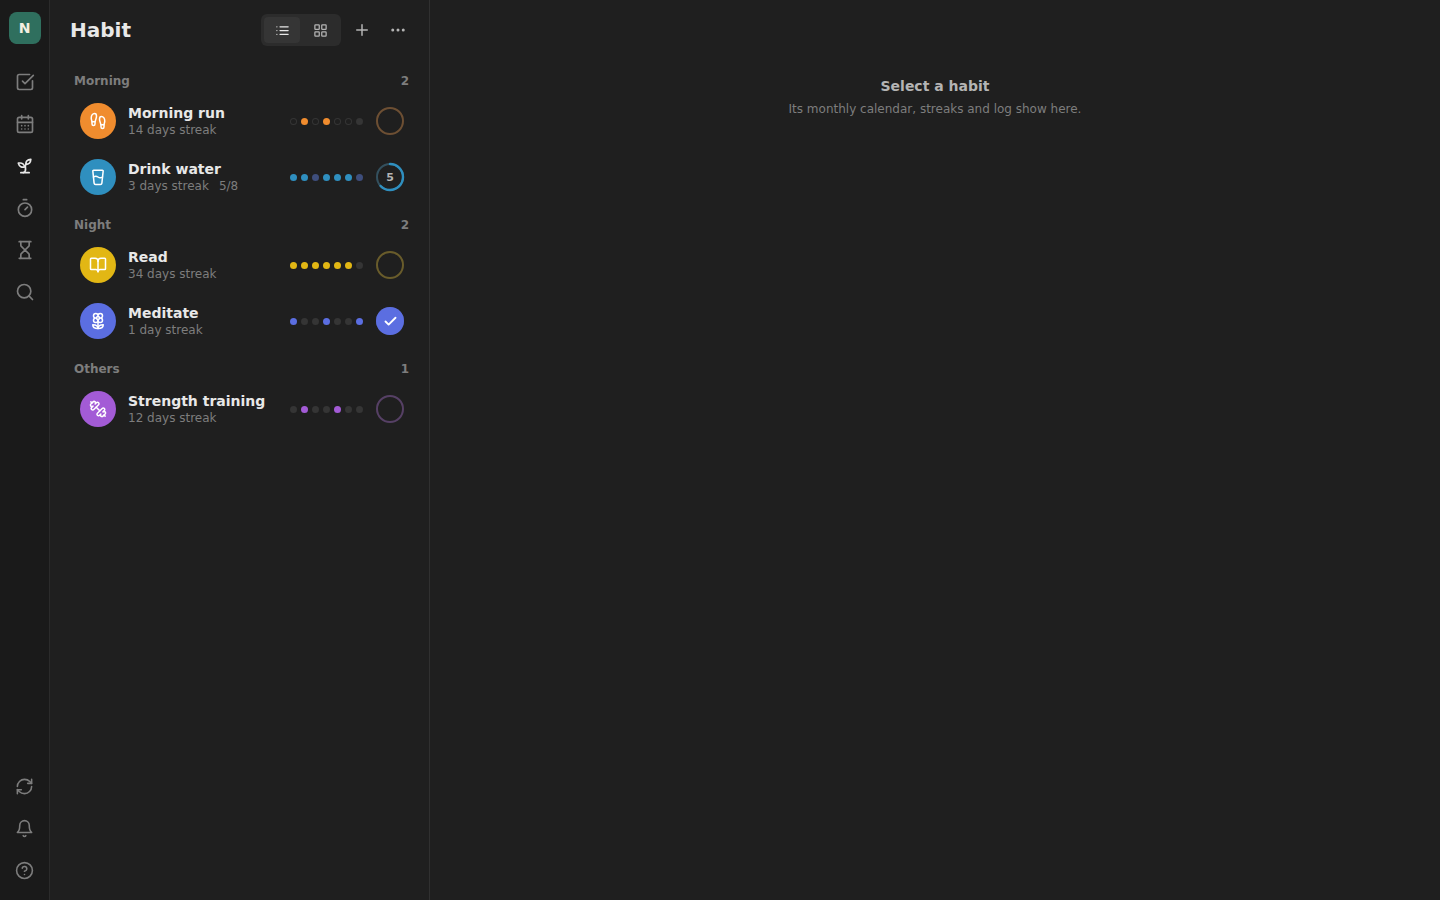 N
Habit
Morning 2
Morning run
14 days streak
Drink water
3 days streak 5/8
5
Night 2
Read
34 days streak
Meditate
1 day streak
Others 1
Strength training
12 days streak
Select a habit
Its monthly calendar, streaks and log show here.